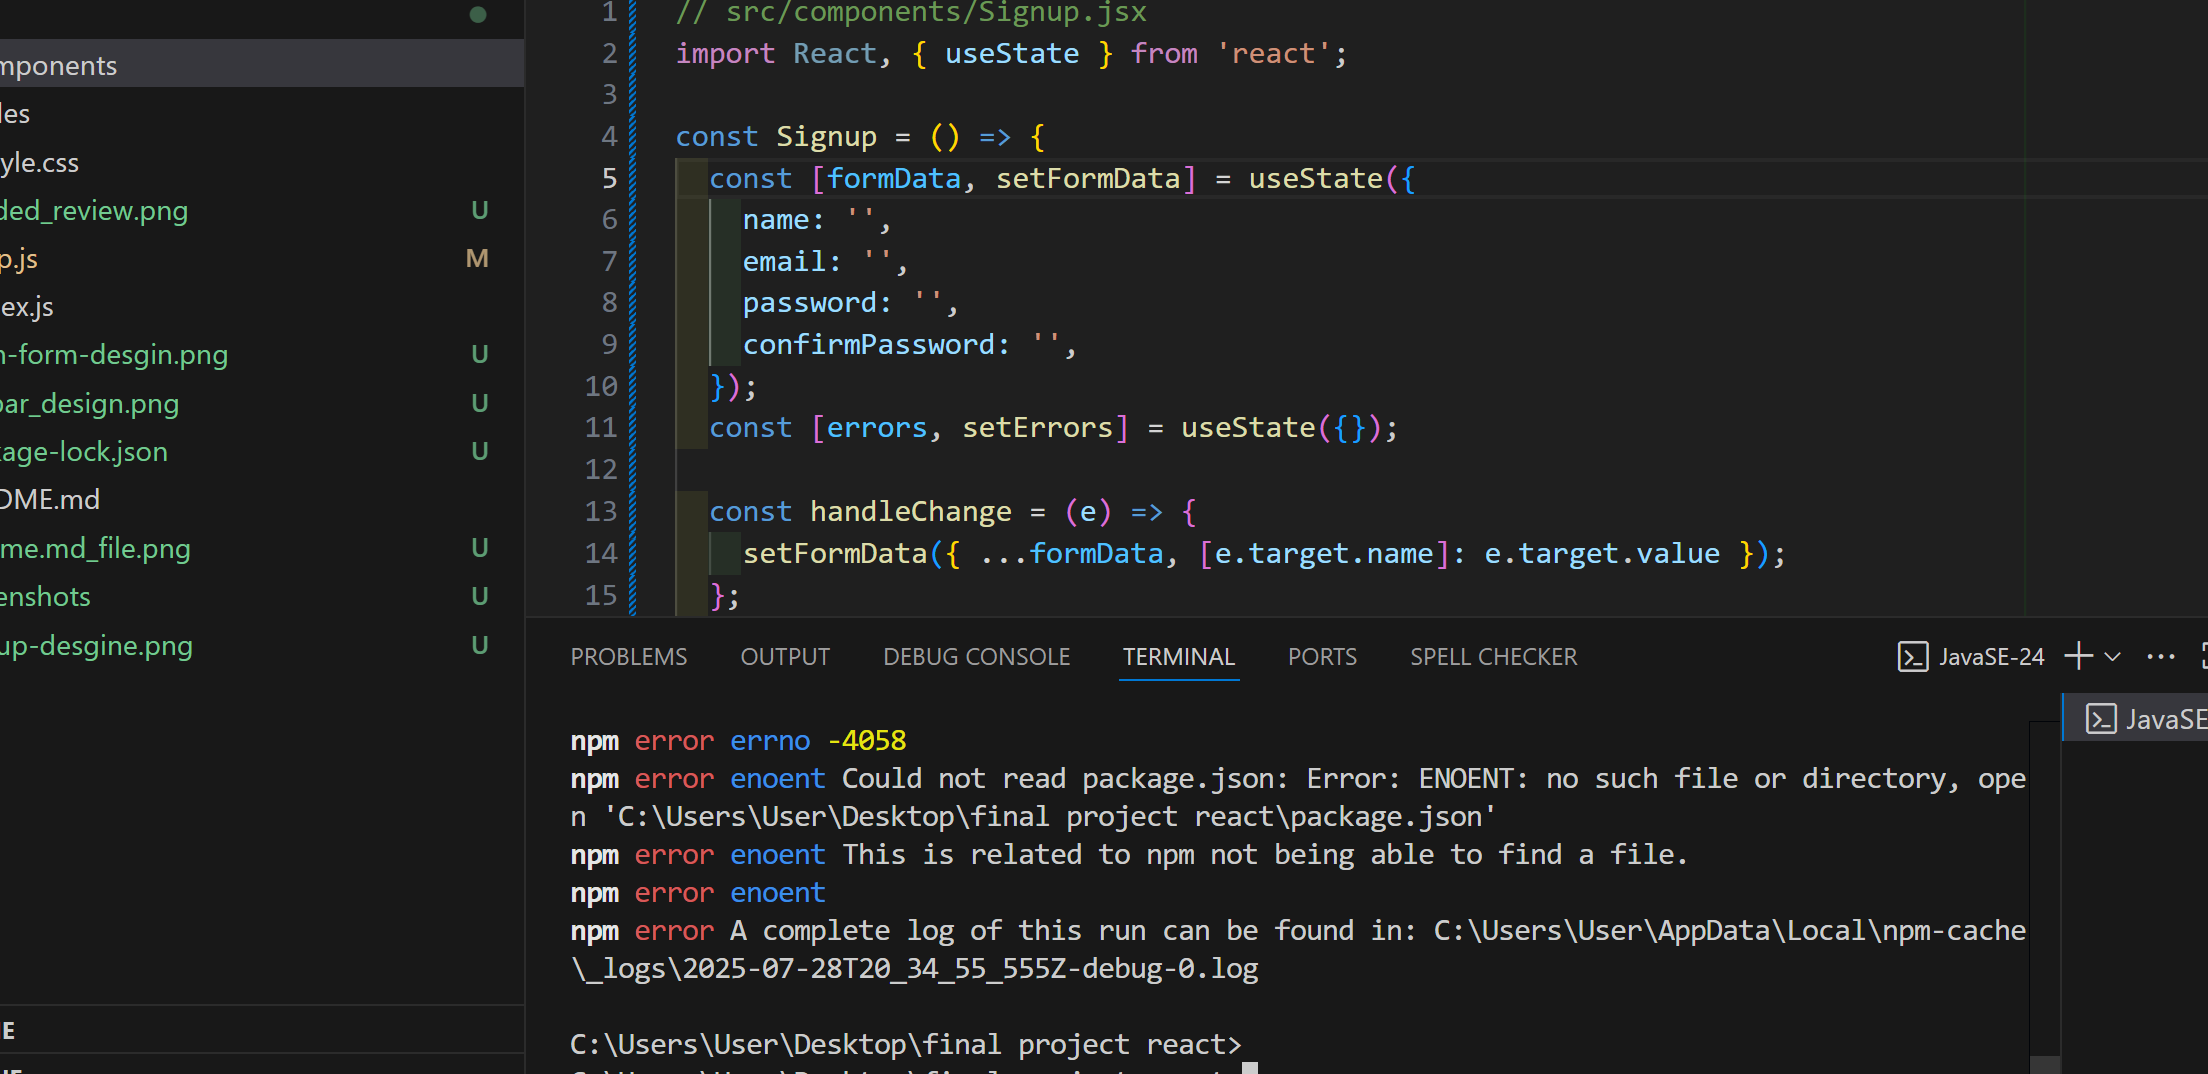 mponents
les
yle.css
ded_review.png U
p.js M
ex.js
n-form-desgin.png U
bar_design.png U
kage-lock.json U
DME.md
me.md_file.png U
enshots U
up-desgine.png U
1 // src/components/Signup.jsx
2 import React, { useState } from 'react';
3
4 const Signup = () => {
5 const [formData, setFormData] = useState({
6 name: '',
7 email: '',
8 password: '',
9 confirmPassword: '',
10 });
11 const [errors, setErrors] = useState({});
12
13 const handleChange = (e) => {
14 setFormData({ ...formData, [e.target.name]: e.target.value });
15 };
PROBLEMS OUTPUT DEBUG CONSOLE TERMINAL PORTS SPELL CHECKER JavaSE-24
JavaSE
npm error errno -4058
npm error enoent Could not read package.json: Error: ENOENT: no such file or directory, ope
n 'C:\Users\User\Desktop\final project react\package.json'
npm error enoent This is related to npm not being able to find a file.
npm error enoent
npm error A complete log of this run can be found in: C:\Users\User\AppData\Local\npm-cache
\_logs\2025-07-28T20_34_55_555Z-debug-0.log
C:\Users\User\Desktop\final project react>